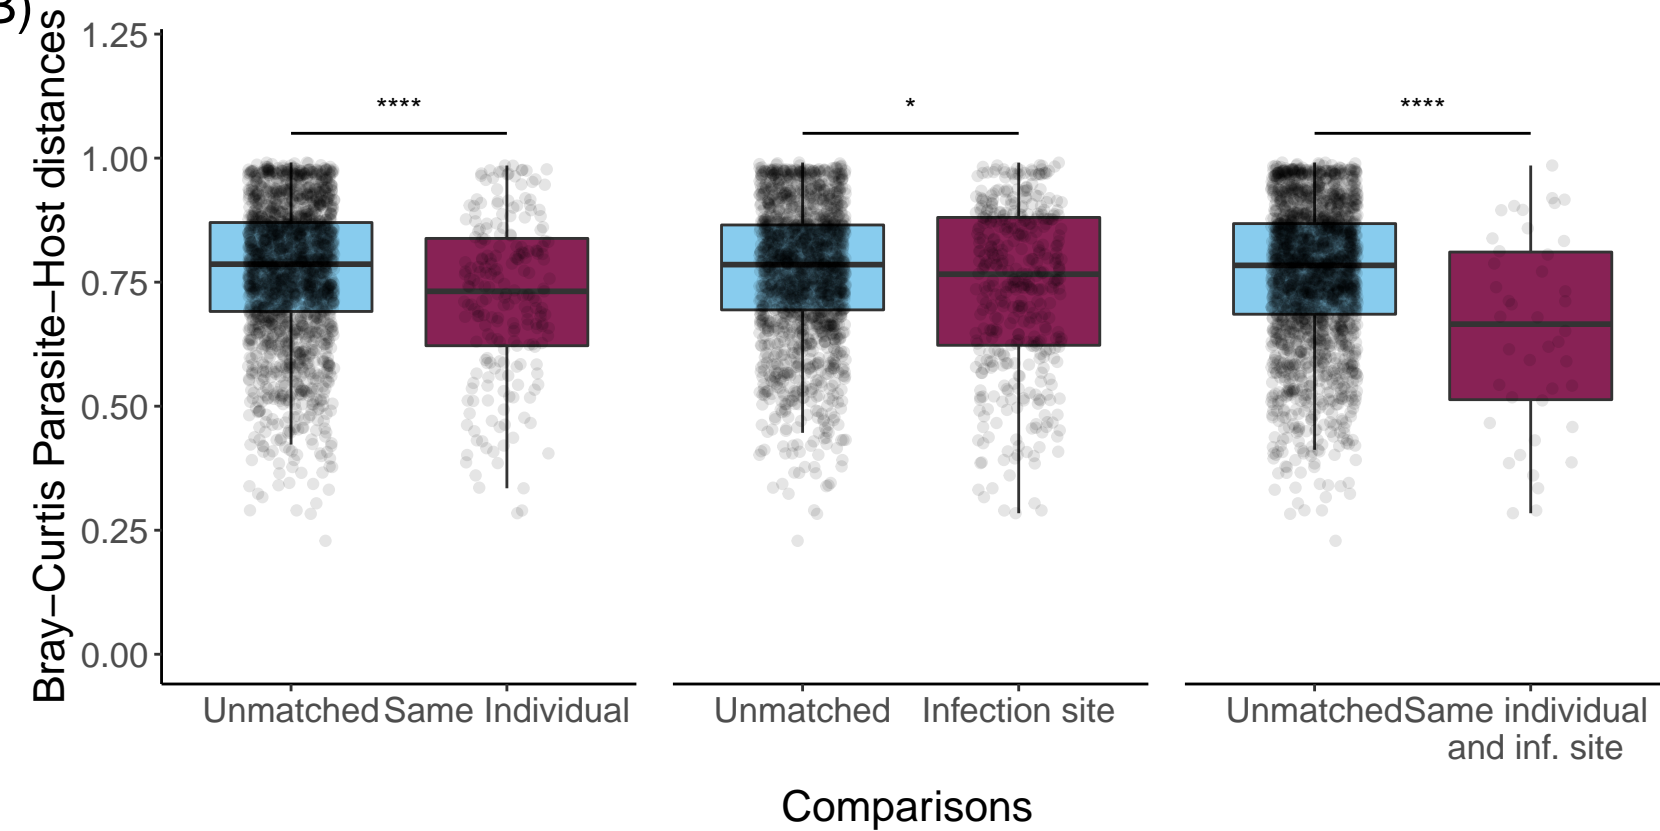 B)
Bray−Curtis Parasite−Host distances
1.25
1.00
0.75
0.50
0.25
0.00
****
*
****
Unmatched Same Individual
Unmatched Infection site
Unmatched Same individual
and inf. site
Comparisons